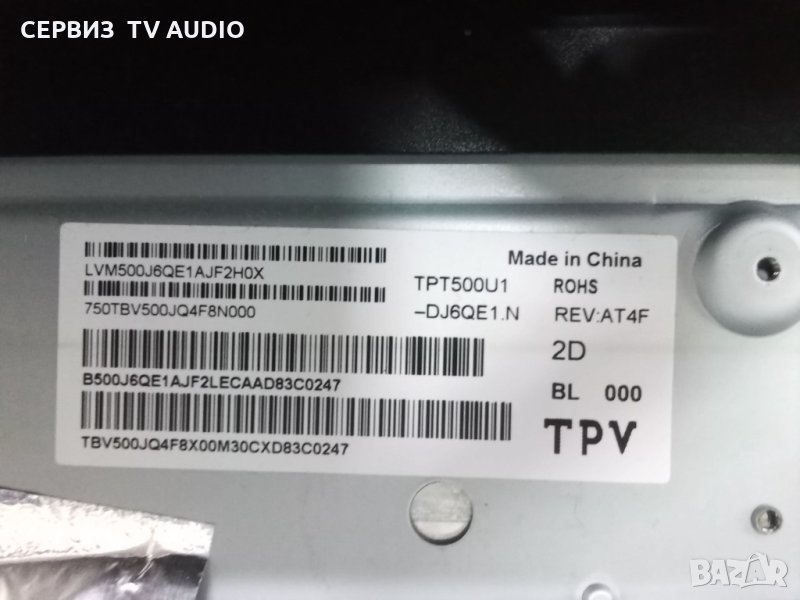 СЕРВИЗ TV AUDIO
Made in China
LVM500J6QE1AJF2H0X
TPT500U1 ROHS
750TBV500JQ4F8N000
-DJ6QE1.N REV:AT4F
2D
B500J6QE1AJF2LECAAD83C0247
BL 000
TBV500JQ4F8X00M30CXD83C0247
TPV
BAZAR